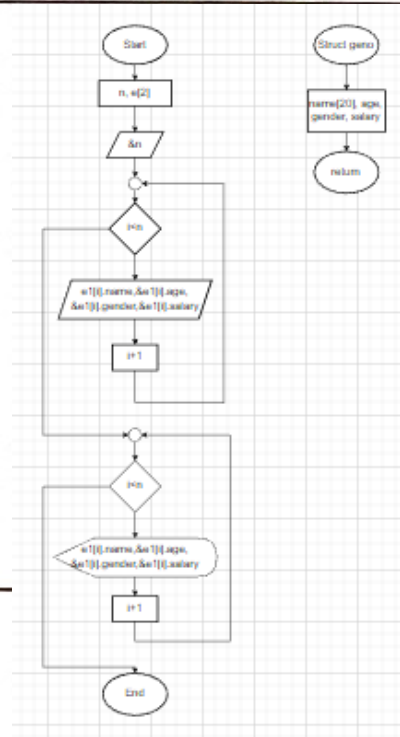 Start
n, e[2]
&n
i<n
e1[i].name,&e1[i].age,
&e1[i].gender,&e1[i].salary
i+1
i<n
e1[i].name,&e1[i].age,
&e1[i].gender,&e1[i].salary
i+1
End
Struct geno
name[20], age,
gender, salary
return